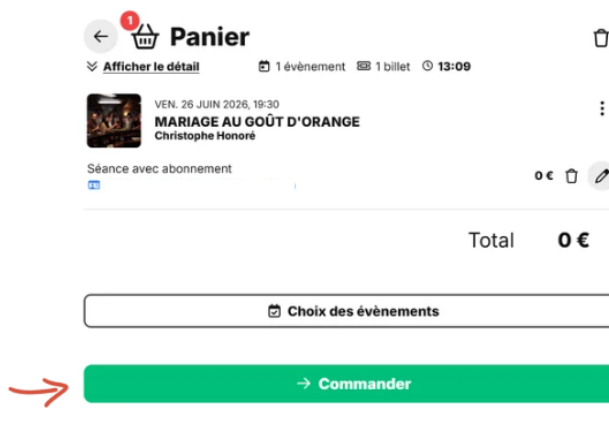 1
Panier
Afficher le détail 1 évènement 1 billet 13:09
VEN. 26 JUIN 2026, 19:30
MARIAGE AU GOÛT D'ORANGE
Christophe Honoré
Séance avec abonnement
0 €
Total 0 €
Choix des évènements
→ Commander